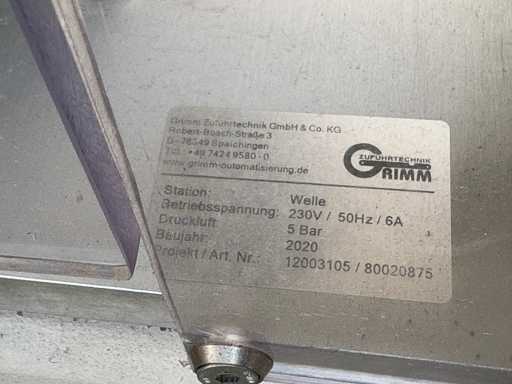 Grimm Zuführtechnik GmbH & Co. KG
Robert-Bosch-Straße 3
D-78549 Spaichingen
Tel.: +49 7424 9580-0
www.grimm-automatisierung.de
ZUFÜHRTECHNIK
GRIMM
Station: Welle
Betriebsspannung: 230V / 50Hz / 6A
Druckluft: 5 Bar
Baujahr: 2020
Projekt / Art. Nr.: 12003105 / 80020875